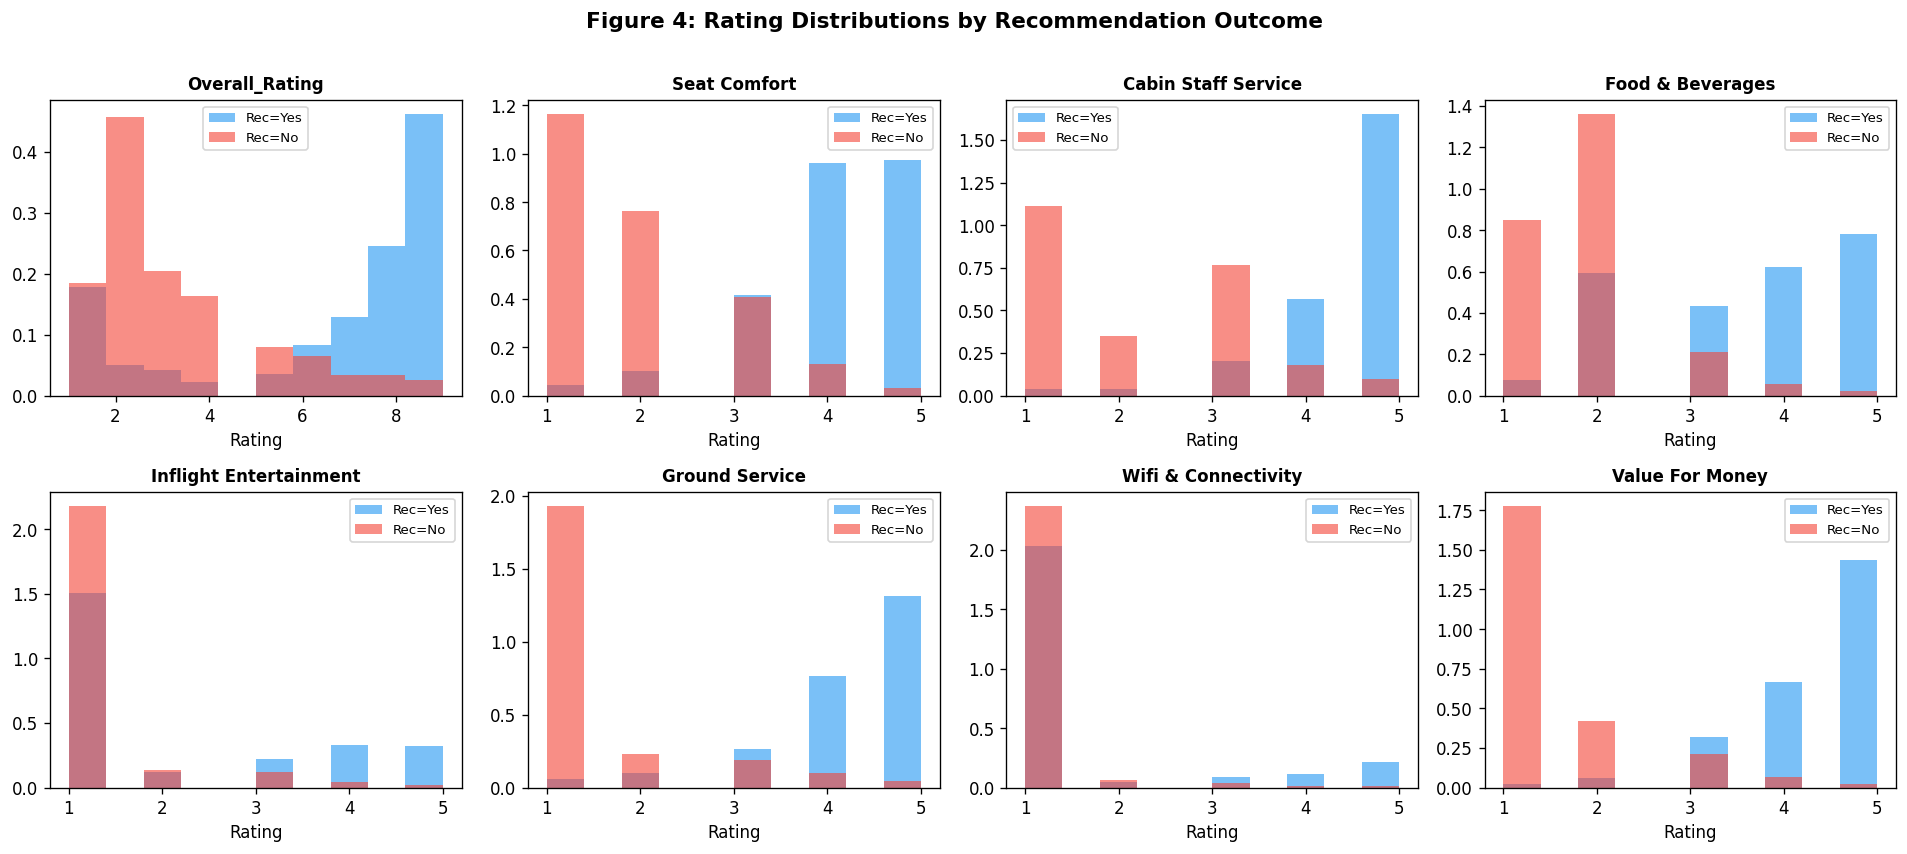 Figure 4: Rating Distributions by Recommendation Outcome
Overall_Rating
Rec=Yes
Rec=No
0.4
0.3
0.2
0.1
0.0
2 4 6 8
Rating
Seat Comfort
Rec=Yes
Rec=No
1.2
1.0
0.8
0.6
0.4
0.2
0.0
1 2 3 4 5
Rating
Cabin Staff Service
Rec=Yes
Rec=No
1.50
1.25
1.00
0.75
0.50
0.25
0.00
1 2 3 4 5
Rating
Food & Beverages
Rec=Yes
Rec=No
1.4
1.2
1.0
0.8
0.6
0.4
0.2
0.0
1 2 3 4 5
Rating
Inflight Entertainment
Rec=Yes
Rec=No
2.0
1.5
1.0
0.5
0.0
1 2 3 4 5
Rating
Ground Service
Rec=Yes
Rec=No
2.0
1.5
1.0
0.5
0.0
1 2 3 4 5
Rating
Wifi & Connectivity
Rec=Yes
Rec=No
2.0
1.5
1.0
0.5
0.0
1 2 3 4 5
Rating
Value For Money
Rec=Yes
Rec=No
1.75
1.50
1.25
1.00
0.75
0.50
0.25
0.00
1 2 3 4 5
Rating